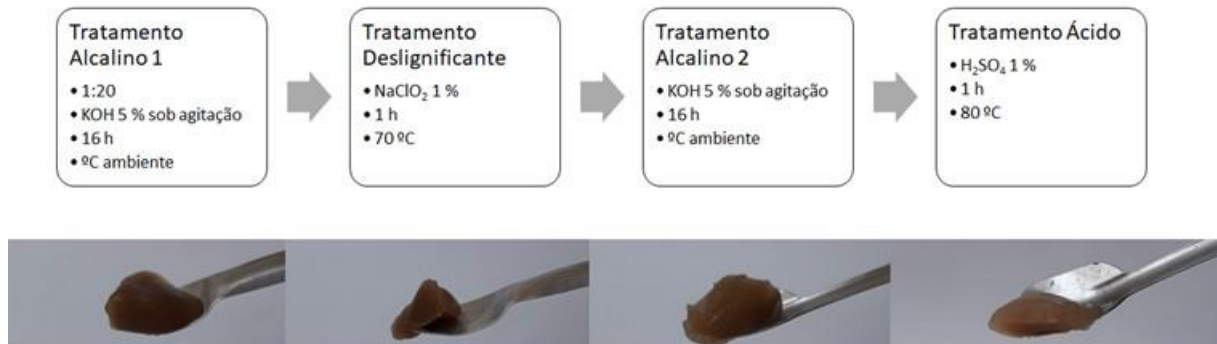 Tratamento
Alcalino 1
• 1:20
• KOH 5 % sob agitação
• 16 h
• ºC ambiente
Tratamento
Deslignificante
• NaClO₂ 1 %
• 1 h
• 70 ºC
Tratamento
Alcalino 2
• KOH 5 % sob agitação
• 16 h
• ºC ambiente
Tratamento Ácido
• H₂SO₄ 1 %
• 1 h
• 80 ºC